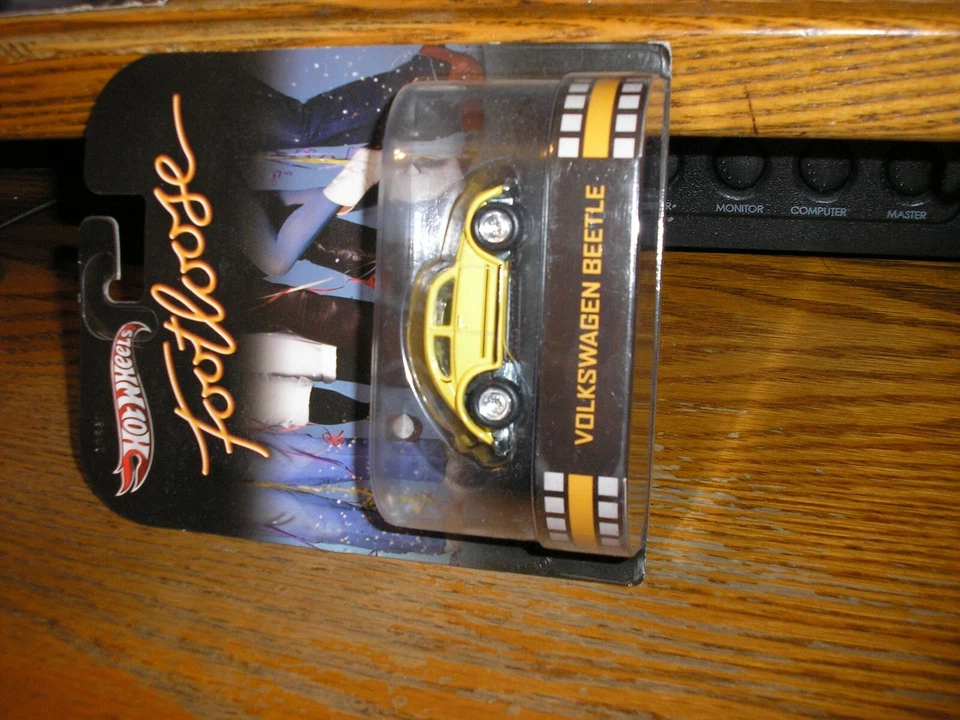 HOT WHEELS
Footloose
VOLKSWAGEN BEETLE
MONITOR
COMPUTER
MASTER